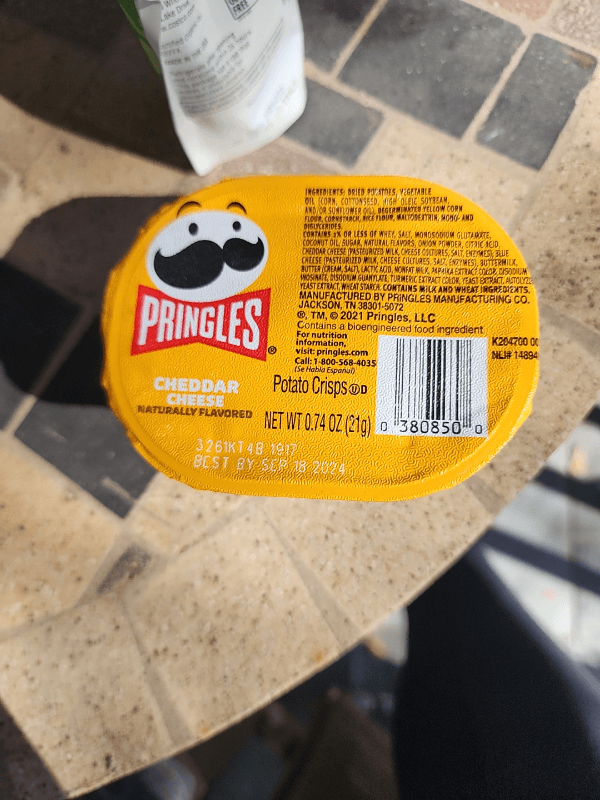 FREE
INGREDIENTS: DRIED POTATOES, VEGETABLE
OIL (CORN, COTTONSEED, HIGH OLEIC SOYBEAN,
AND/OR SUNFLOWER OIL), DEGERMINATED YELLOW CORN
FLOUR, CORNSTARCH, RICE FLOUR, MALTODEXTRIN, MONO- AND
DIGLYCERIDES.
CONTAINS 2% OR LESS OF WHEY, SALT, MONOSODIUM GLUTAMATE,
COCONUT OIL, SUGAR, NATURAL FLAVORS, ONION POWDER, CITRIC ACID,
CHEDDAR CHEESE (PASTEURIZED MILK, CHEESE CULTURES, SALT, ENZYMES), BLUE
CHEESE (PASTEURIZED MILK, CHEESE CULTURES, SALT, ENZYMES), BUTTERMILK,
BUTTER (CREAM, SALT), LACTIC ACID, NONFAT MILK, PAPRIKA EXTRACT COLOR, DISODIUM
INOSINATE, DISODIUM GUANYLATE, TURMERIC EXTRACT COLOR, YEAST EXTRACT,
YEAST EXTRACT, WHEAT STARCH. CONTAINS MILK AND WHEAT INGREDIENTS.
MANUFACTURED BY PRINGLES MANUFACTURING CO.
JACKSON, TN 38301-5072
®, TM, © 2021 Pringles, LLC
Contains a bioengineered food ingredient
For nutrition
information,
visit: pringles.com
Call: 1-800-568-4035
(Se Habla Español)
K204700
NLI# 14894
PRINGLES®
CHEDDAR
CHEESE
NATURALLY FLAVORED
Potato Crisps ⓊD
NET WT 0.74 OZ (21g)
0 380850 0
3261KT4B 1917
BEST BY SEP 18 2024